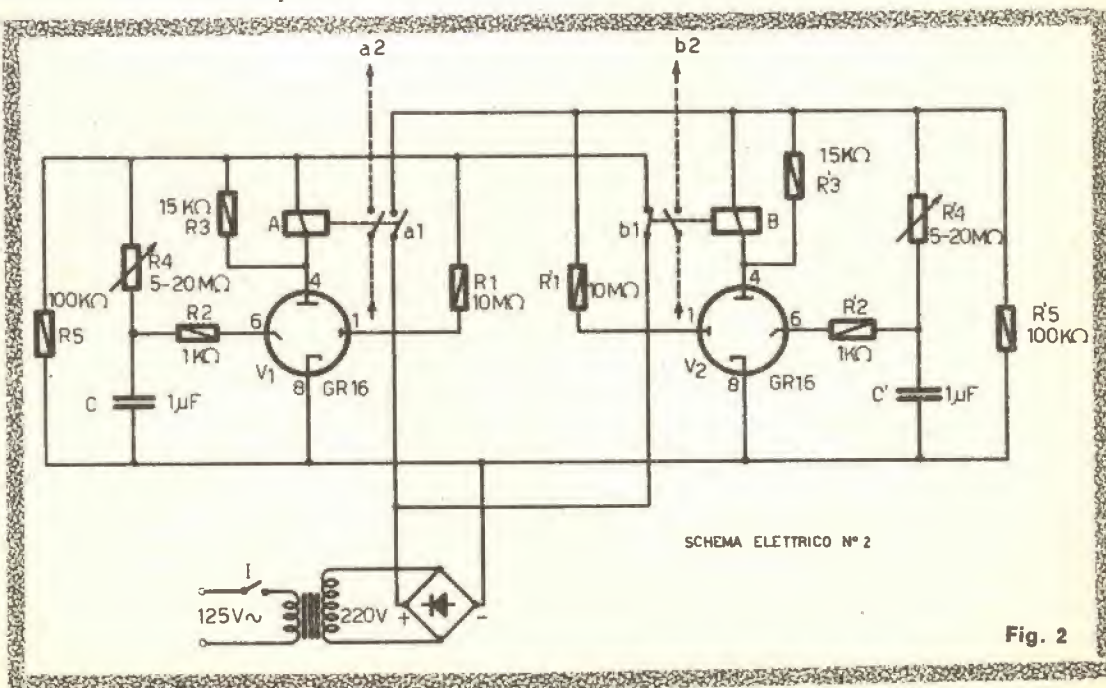 a2
b2
15KΩ
R3
A
a1
b1
B
15KΩ
R'3
R4
5-20MΩ
R'4
5-20MΩ
100KΩ
R5
R2
1KΩ
6
4
1
V1
8
GR16
R1
10MΩ
R'1
10MΩ
1
4
6
V2
8
GR16
R'2
1KΩ
R'5
100KΩ
C
1µF
C'
1µF
SCHEMA ELETTRICO N° 2
I
125V~
220V
+
-
Fig. 2